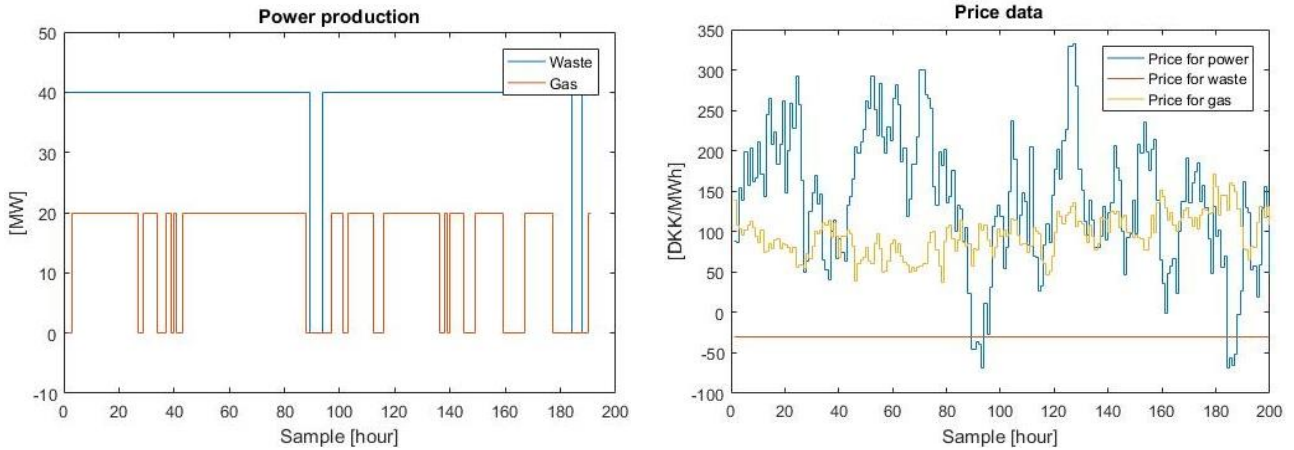 Power production
50
40
30
20
10
0
-10
[MW]
0 20 40 60 80 100 120 140 160 180 200
Sample [hour]
Waste
Gas
Price data
350
300
250
200
150
100
50
0
-50
-100
[DKK/MWh]
0 20 40 60 80 100 120 140 160 180 200
Sample [hour]
Price for power
Price for waste
Price for gas